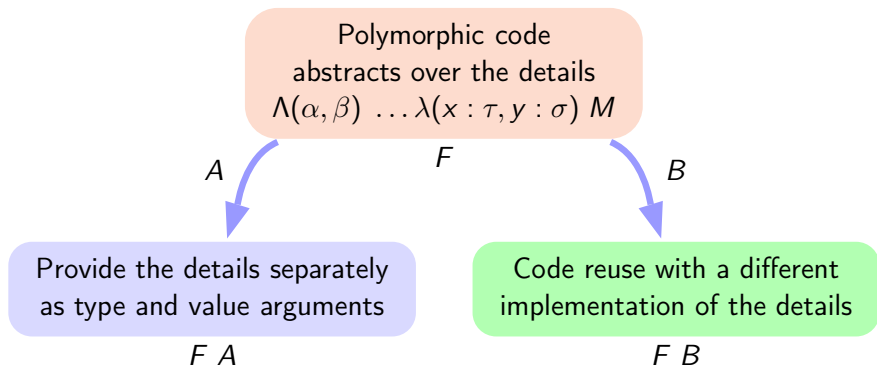 Polymorphic code
abstracts over the details
Λ(α, β) …λ(x : τ, y : σ) M
F
A
B
Provide the details separately
as type and value arguments
F A
Code reuse with a different
implementation of the details
F B